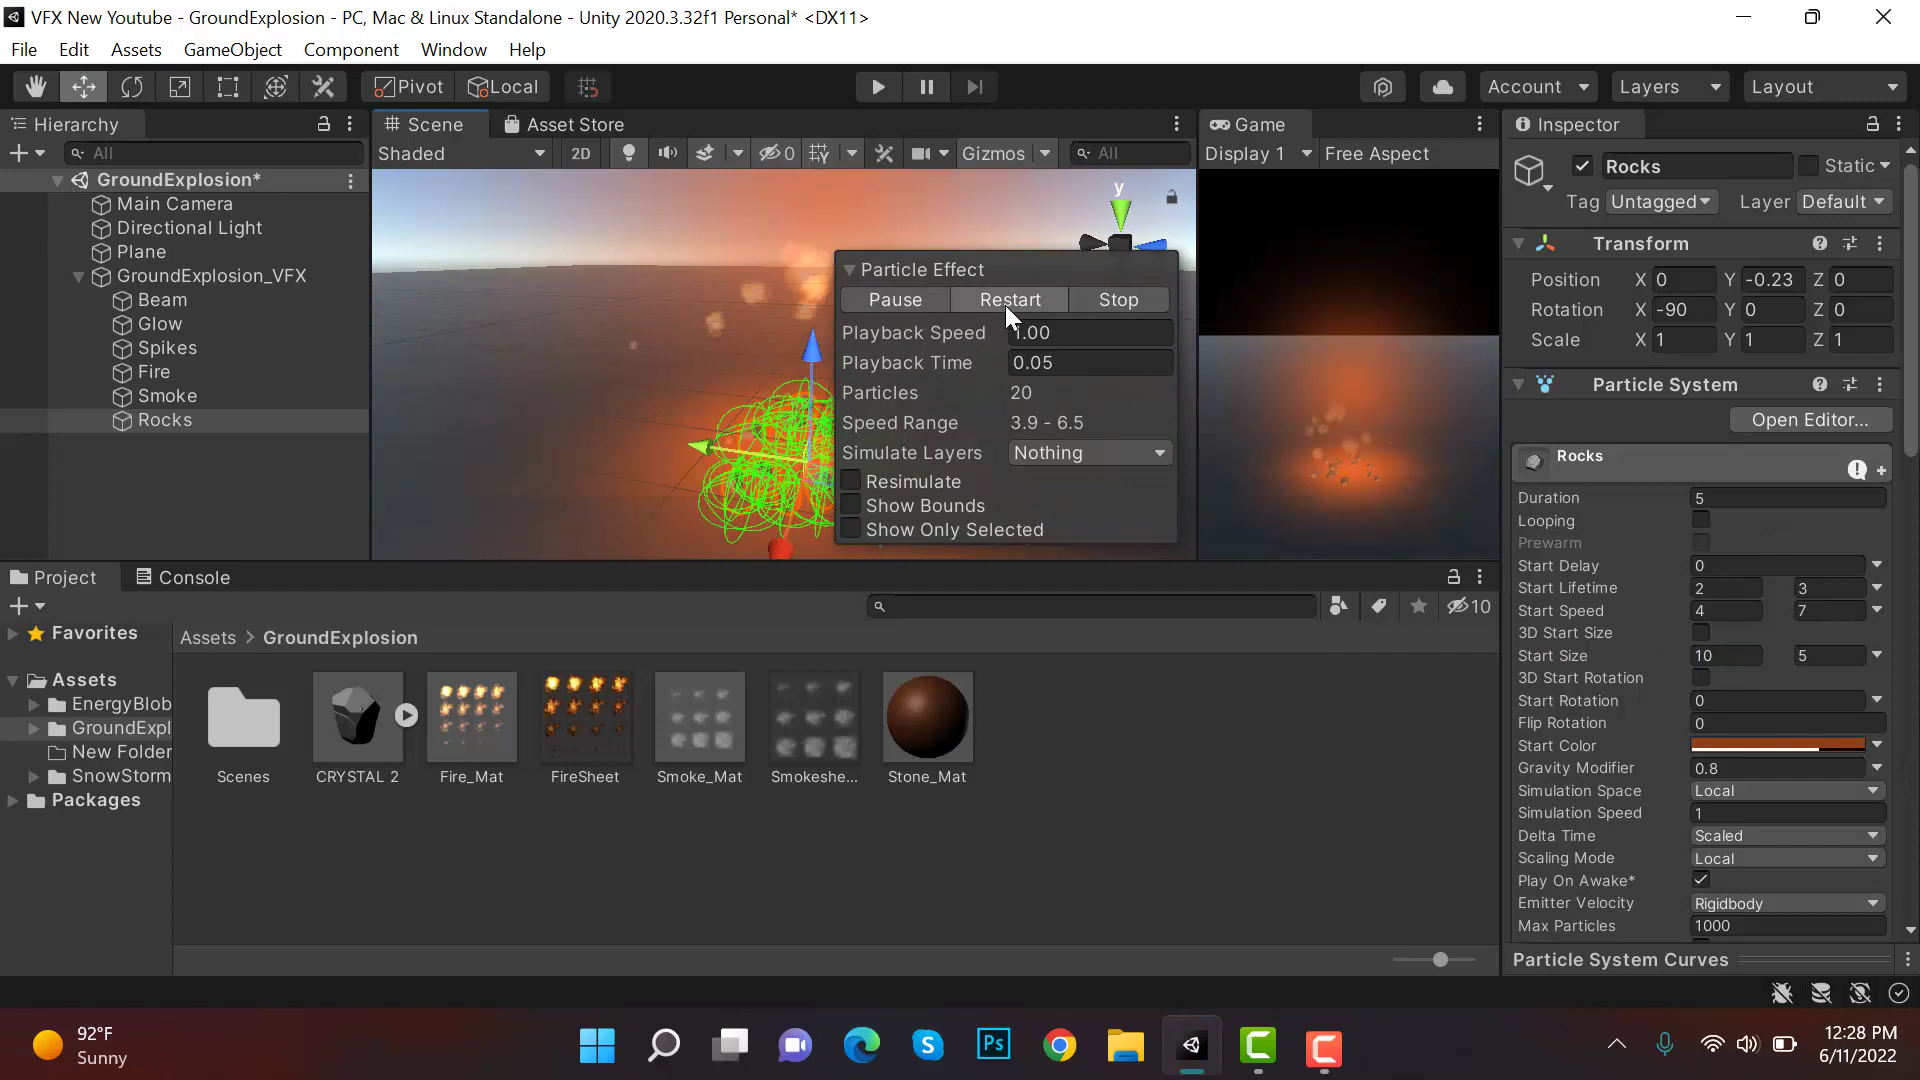 VFX New Youtube - GroundExplosion - PC, Mac & Linux Standalone - Unity 2020.3.32f1 Personal* <DX11>
File Edit Assets GameObject Component Window Help
Pivot Local Account Layers Layout
Hierarchy
All
GroundExplosion*
Main Camera
Directional Light
Plane
GroundExplosion_VFX
Beam
Glow
Spikes
Fire
Smoke
Rocks
Scene Asset Store
Shaded 2D 0 Gizmos All
y
Particle Effect
Pause Restart Stop
Playback Speed 1.00
Playback Time 0.05
Particles 20
Speed Range 3.9 - 6.5
Simulate Layers Nothing
Resimulate
Show Bounds
Show Only Selected
Game
Display 1 Free Aspect
Inspector
Rocks Static
Tag Untagged Layer Default
Transform
Position X 0 Y -0.23 Z 0
Rotation X -90 Y 0 Z 0
Scale X 1 Y 1 Z 1
Particle System
Open Editor...
Rocks
Duration 5
Looping
Prewarm
Start Delay 0
Start Lifetime 2 3
Start Speed 4 7
3D Start Size
Start Size 10 5
3D Start Rotation
Start Rotation 0
Flip Rotation 0
Start Color
Gravity Modifier 0.8
Simulation Space Local
Simulation Speed 1
Delta Time Scaled
Scaling Mode Local
Play On Awake*
Emitter Velocity Rigidbody
Max Particles 1000
Particle System Curves
Project Console
10
Favorites
Assets
EnergyBlob
GroundExpl
New Folder
SnowStorm
Packages
Assets > GroundExplosion
Scenes
CRYSTAL 2
Fire_Mat
FireSheet
Smoke_Mat
Smokeshe...
Stone_Mat
92°F
Sunny
Ps
12:28 PM
6/11/2022